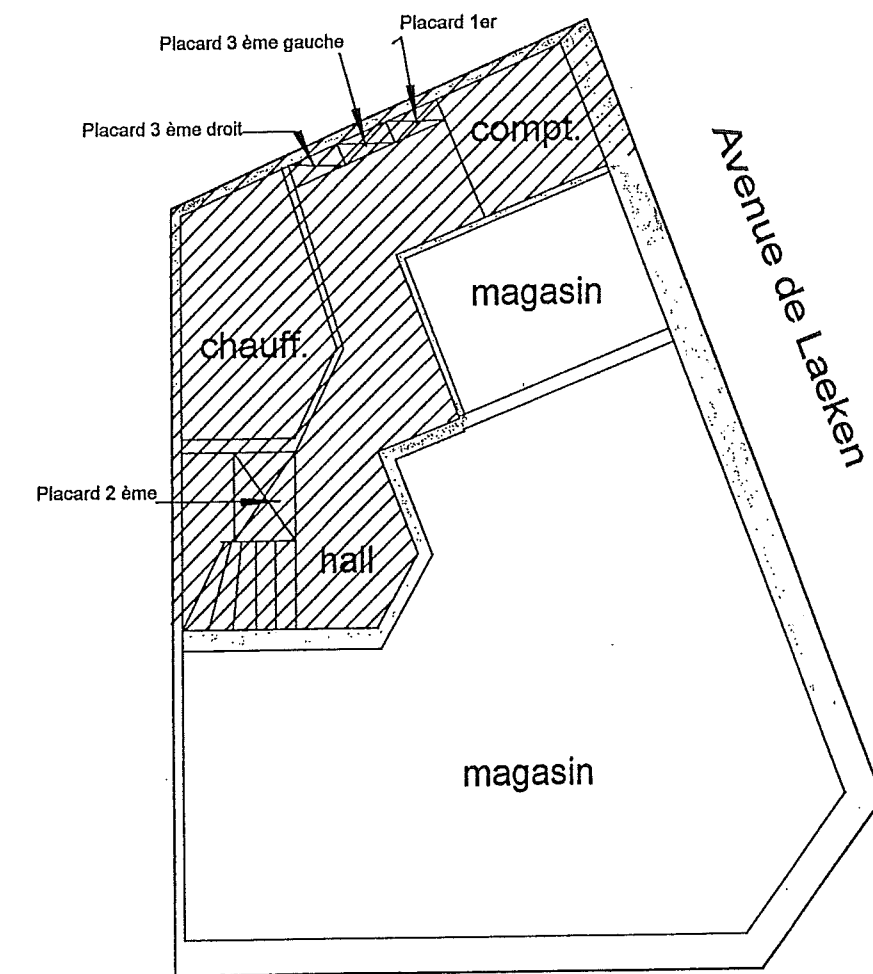 Placard 1er
Placard 3 ème gauche
Placard 3 ème droit
compt.
Avenue de Laeken
magasin
chauff.
Placard 2 ème
hall
magasin